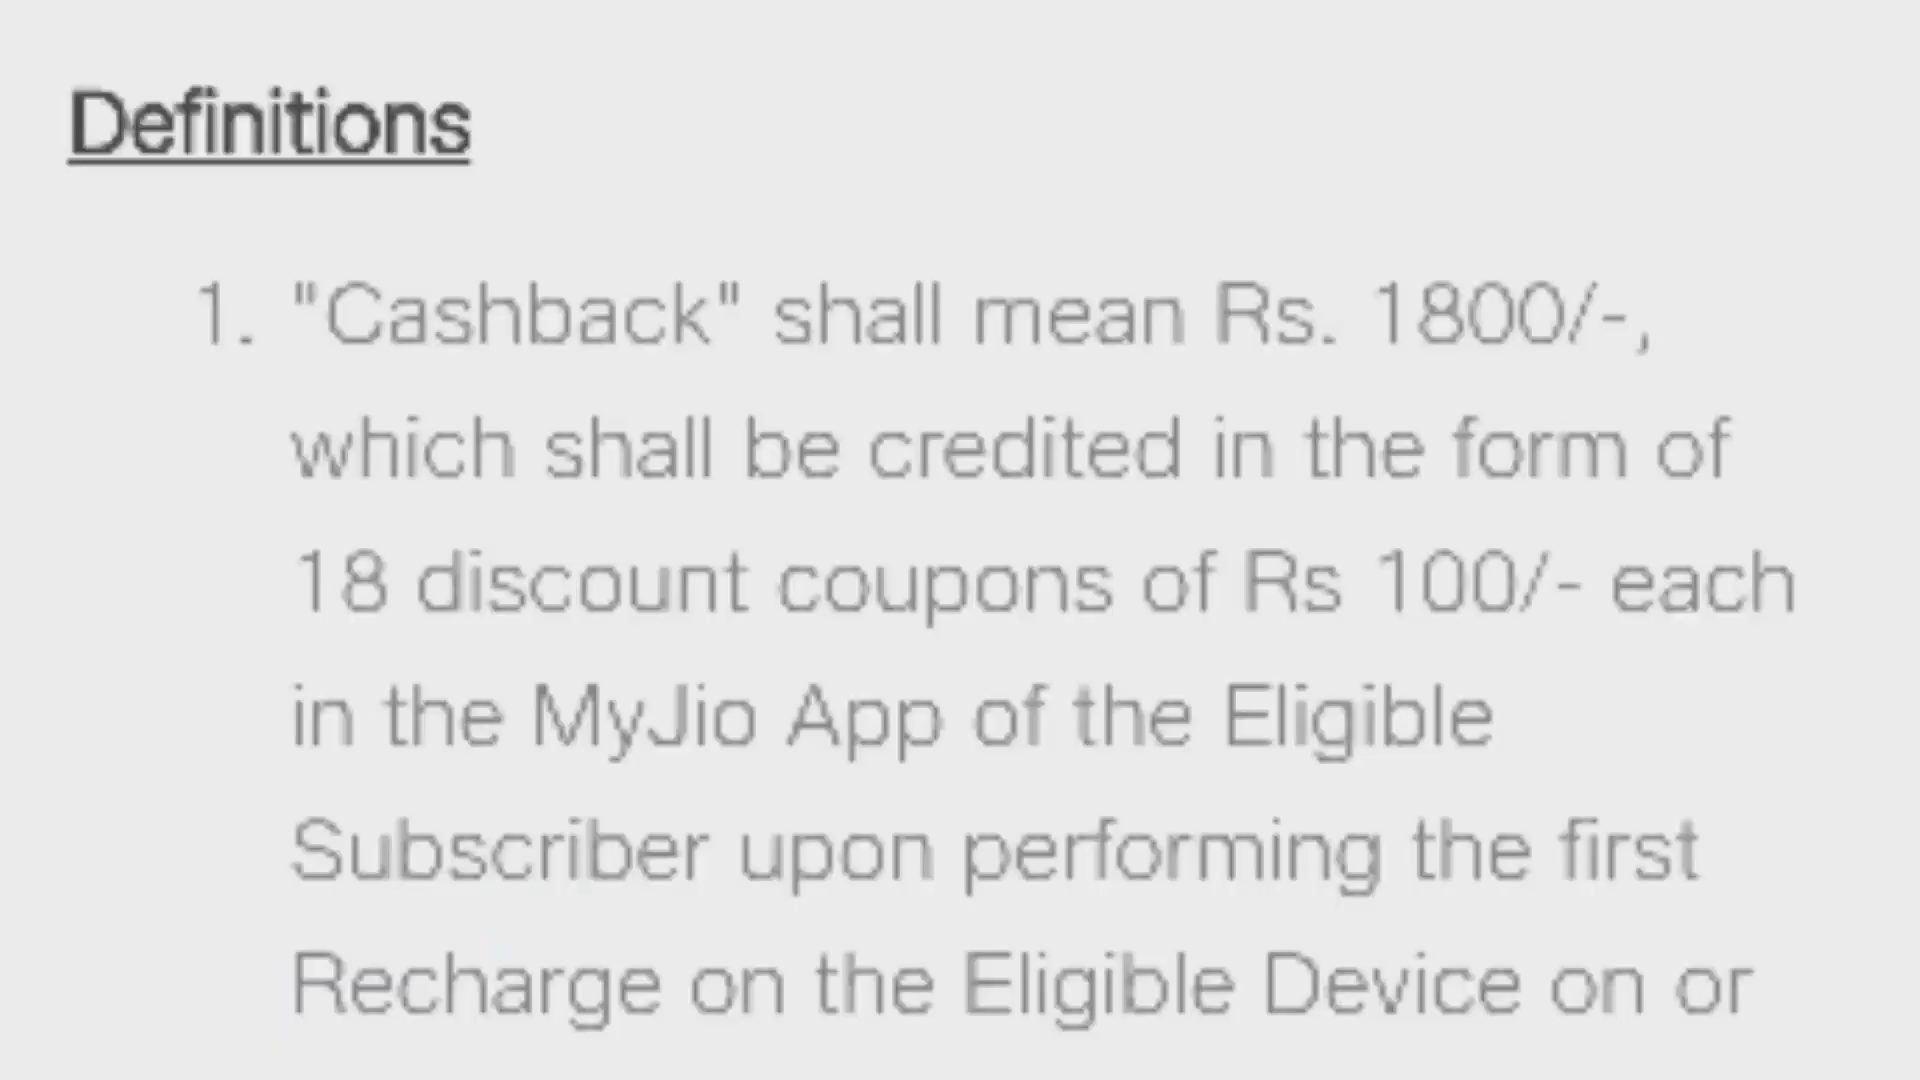 Definitions
1. "Cashback" shall mean Rs. 1800/-,
which shall be credited in the form of
18 discount coupons of Rs 100/- each
in the MyJio App of the Eligible
Subscriber upon performing the first
Recharge on the Eligible Device on or